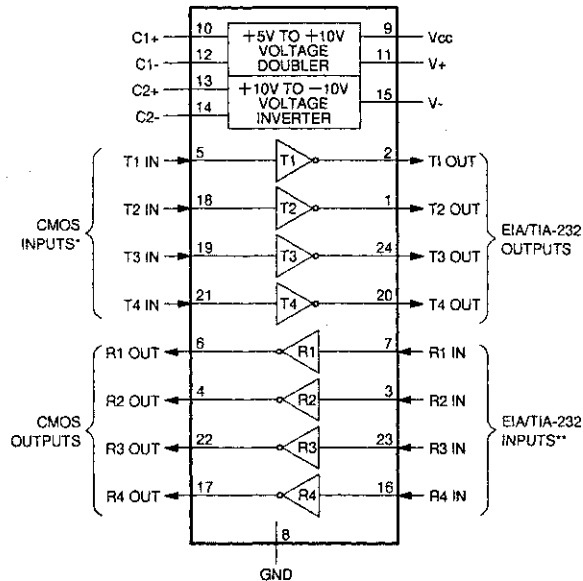 C1+ 10 +5V TO +10V 9 Vcc
C1- 12 VOLTAGE DOUBLER 11 V+
C2+ 13 +10V TO -10V
C2- 14 VOLTAGE INVERTER 15 V-
T1 IN 5 T1 2 T1 OUT
T2 IN 18 T2 1 T2 OUT
CMOS INPUTS*
EIA/TIA-232 OUTPUTS
T3 IN 19 T3 24 T3 OUT
T4 IN 21 T4 20 T4 OUT
R1 OUT 6 R1 7 R1 IN
R2 OUT 4 R2 3 R2 IN
CMOS OUTPUTS
EIA/TIA-232 INPUTS**
R3 OUT 22 R3 23 R3 IN
R4 OUT 17 R4 16 R4 IN
8
GND